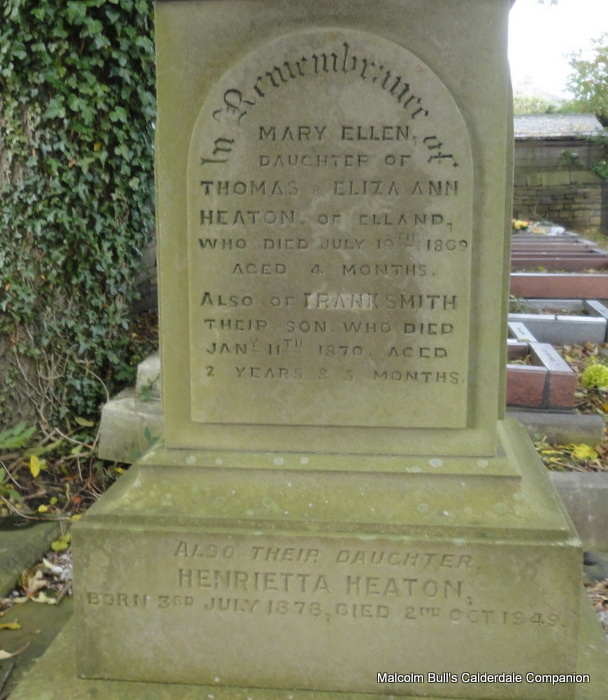 In Remembrance of
MARY ELLEN,
DAUGHTER OF
THOMAS & ELIZA ANN
HEATON, OF ELLAND,
WHO DIED JULY 19TH 1869
AGED 4 MONTHS.
ALSO OF FRANK SMITH
THEIR SON, WHO DIED
JANY 11TH 1870, AGED
2 YEARS & 5 MONTHS.
ALSO THEIR DAUGHTER
HENRIETTA HEATON,
BORN 3RD JULY 1876, DIED 2ND OCT 1949.
Malcolm Bull's Calderdale Companion